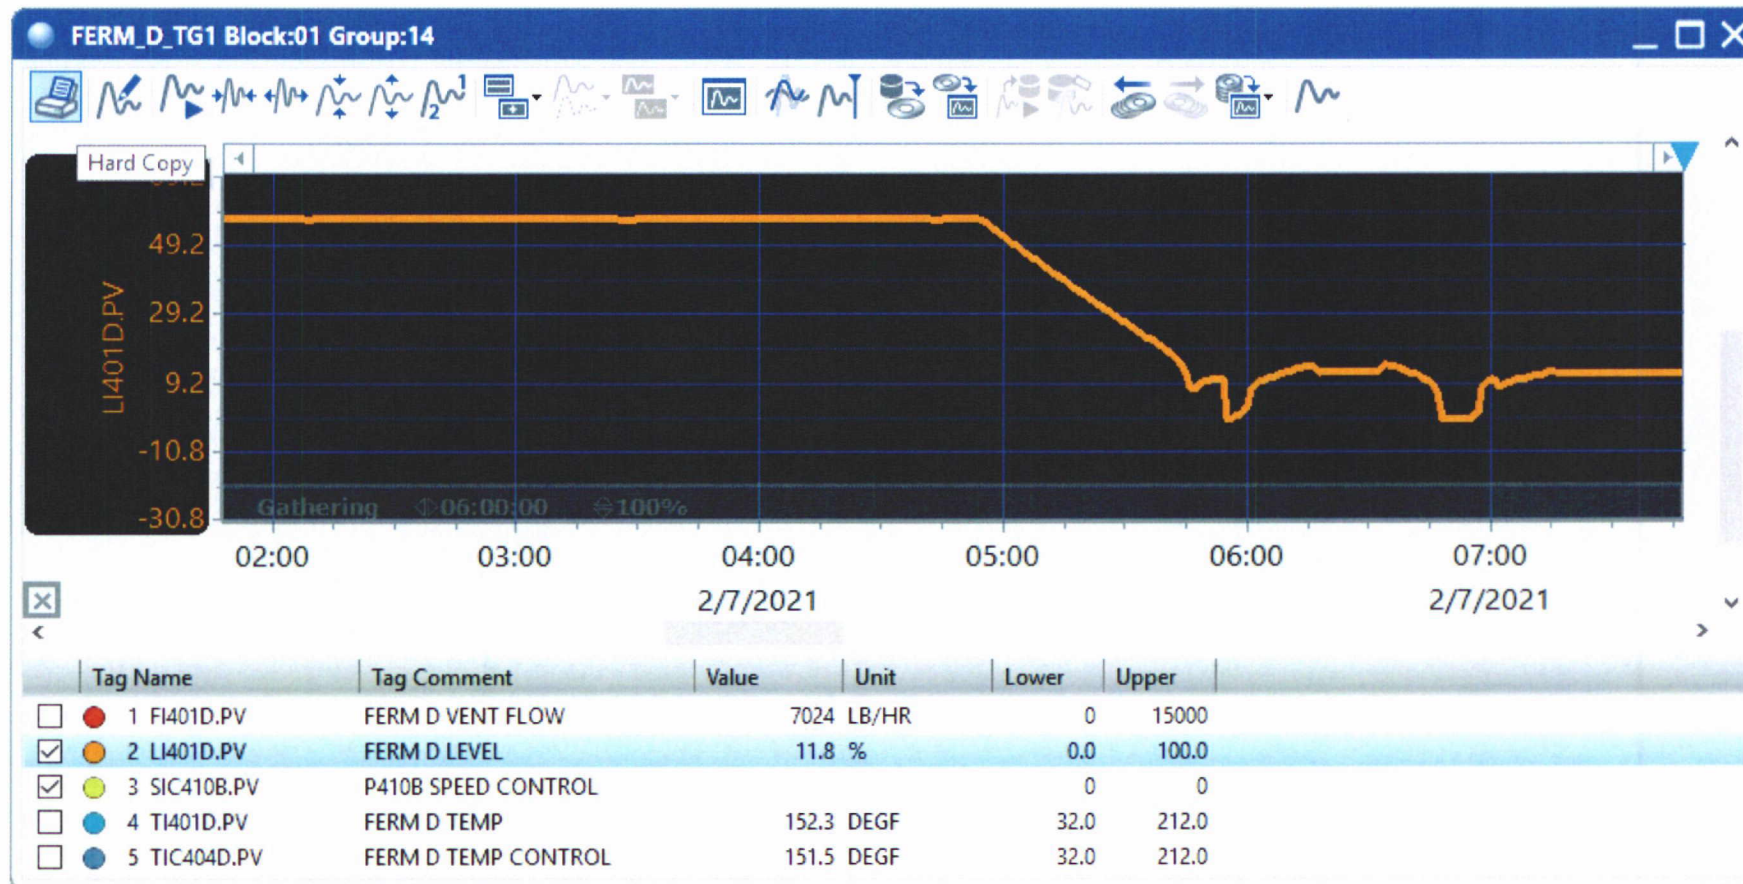 FERM_D_TG1 Block:01 Group:14
Hard Copy
49.2
29.2
9.2
-10.8
-30.8
LI401D.PV
Gathering 06:00:00 100%
02:00 03:00 04:00 05:00 06:00 07:00
2/7/2021 2/7/2021
Tag Name Tag Comment Value Unit Lower Upper
1 FI401D.PV FERM D VENT FLOW 7024 LB/HR 0 15000
2 LI401D.PV FERM D LEVEL 11.8 % 0.0 100.0
3 SIC410B.PV P410B SPEED CONTROL 0 0
4 TI401D.PV FERM D TEMP 152.3 DEGF 32.0 212.0
5 TIC404D.PV FERM D TEMP CONTROL 151.5 DEGF 32.0 212.0